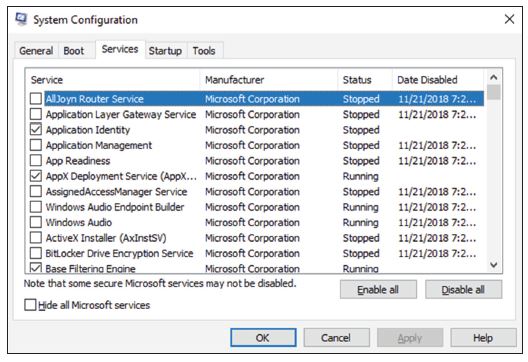 System Configuration
General Boot Services Startup Tools
Service Manufacturer Status Date Disabled
AllJoyn Router Service Microsoft Corporation Stopped 11/21/2018 7:2...
Application Layer Gateway Service Microsoft Corporation Stopped 11/21/2018 7:2...
Application Identity Microsoft Corporation Stopped
Application Management Microsoft Corporation Stopped 11/21/2018 7:2...
App Readiness Microsoft Corporation Stopped 11/21/2018 7:2...
AppX Deployment Service (AppX... Microsoft Corporation Running
AssignedAccessManager Service Microsoft Corporation Stopped 11/21/2018 7:2...
Windows Audio Endpoint Builder Microsoft Corporation Running 11/21/2018 7:2...
Windows Audio Microsoft Corporation Running 11/21/2018 7:2...
ActiveX Installer (AxInstSV) Microsoft Corporation Stopped 11/21/2018 7:2...
BitLocker Drive Encryption Service Microsoft Corporation Stopped 11/21/2018 7:2...
Base Filtering Engine Microsoft Corporation Running
Note that some secure Microsoft services may not be disabled.
Enable all Disable all
Hide all Microsoft services
OK Cancel Apply Help